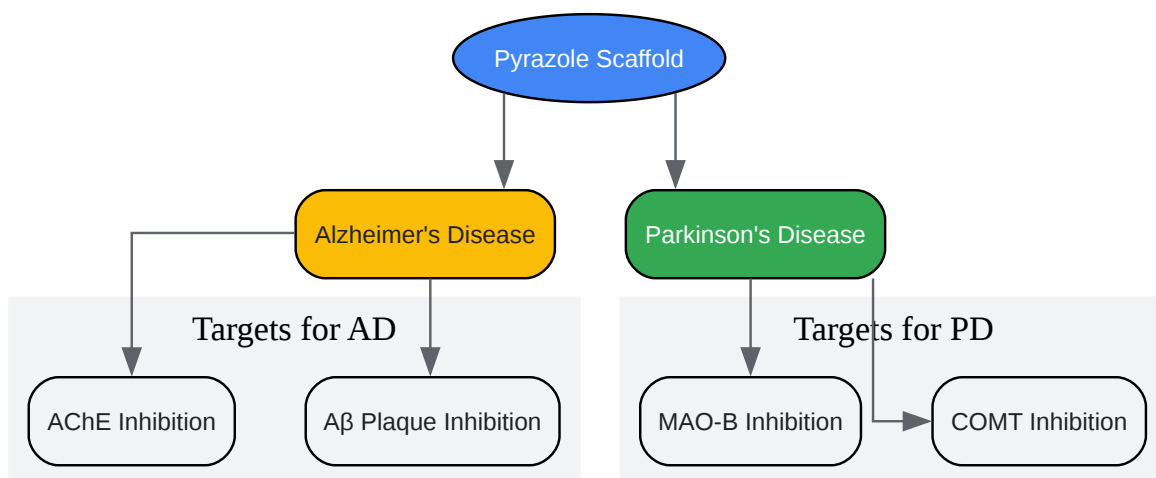 Pyrazole Scaffold
Alzheimer's Disease
Parkinson's Disease
Targets for AD
Targets for PD
AChE Inhibition
Aβ Plaque Inhibition
MAO-B Inhibition
COMT Inhibition